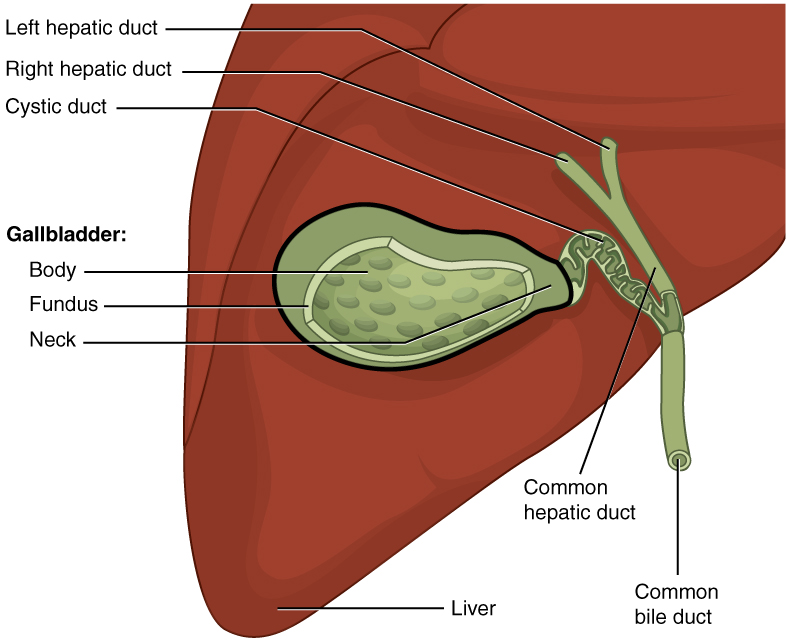 Left hepatic duct
Right hepatic duct
Cystic duct
Gallbladder:
Body
Fundus
Neck
Common
hepatic duct
Common
bile duct
Liver